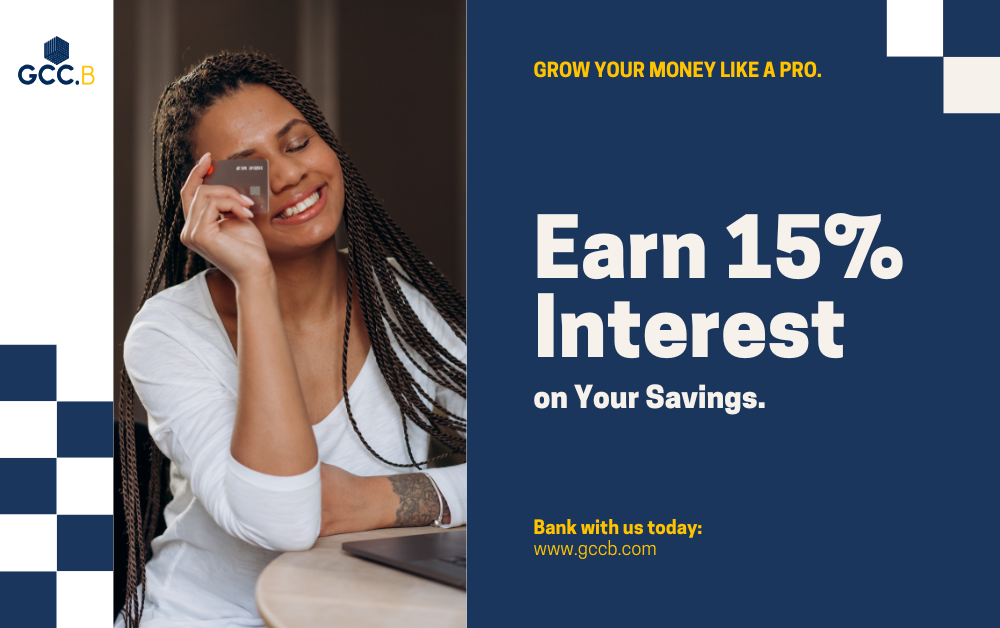 GCC.B
GROW YOUR MONEY LIKE A PRO.
Earn 15%
Interest
on Your Savings.
Bank with us today:
www.gccb.com